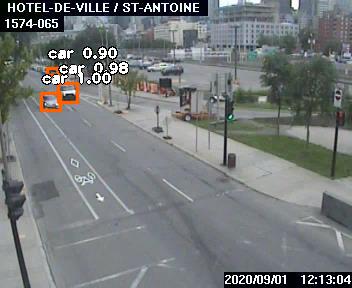 HOTEL-DE-VILLE / ST-ANTOINE
1574-065
car 0.90
car 0.98
car 1.00
2020/09/01 12:13:04